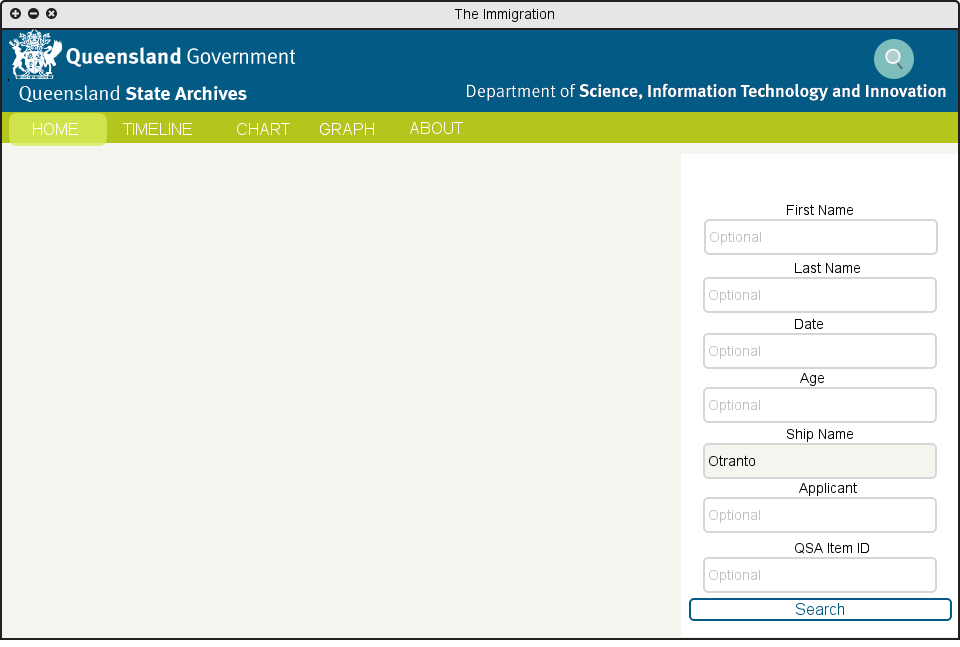 The Immigration
Queensland Government
Queensland State Archives
Department of Science, Information Technology and Innovation
HOME TIMELINE CHART GRAPH ABOUT
First Name
Optional
Last Name
Optional
Date
Optional
Age
Optional
Ship Name
Otranto
Applicant
Optional
QSA Item ID
Optional
Search